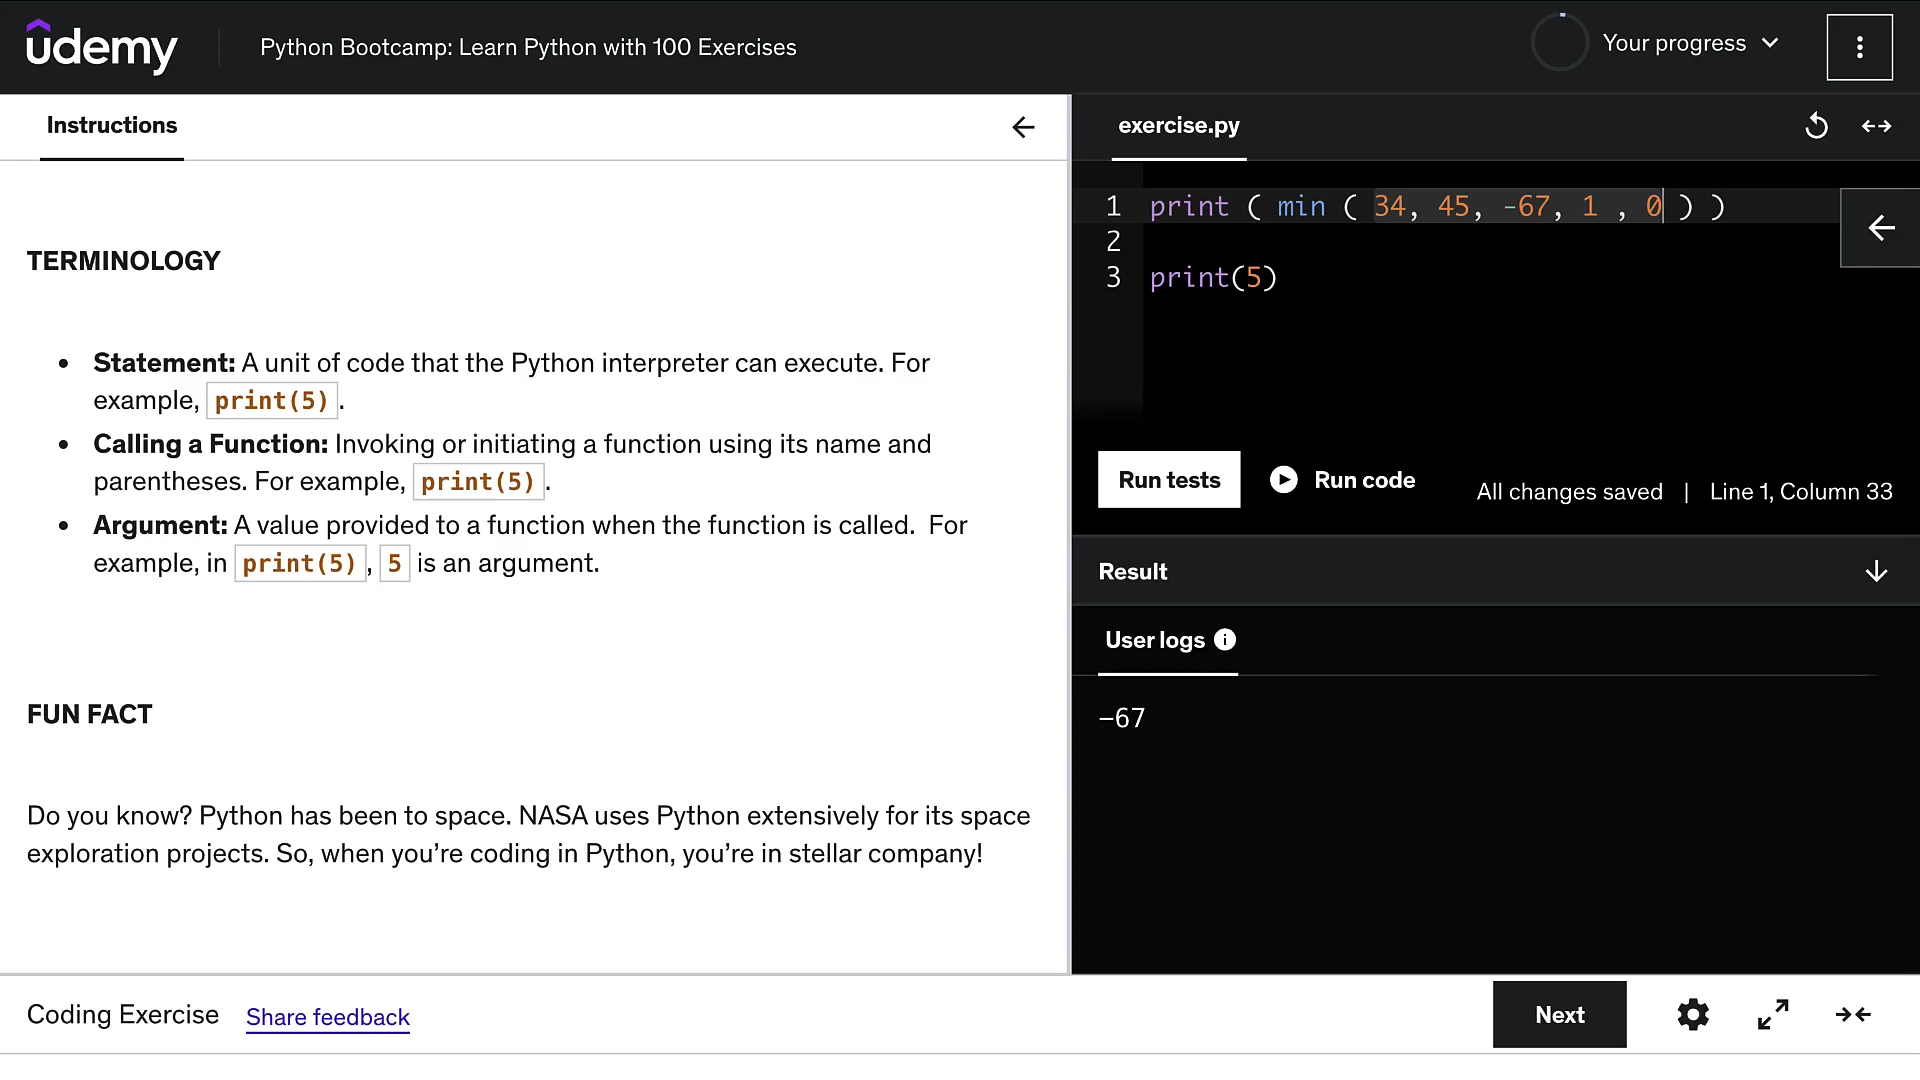 ûdemy
Python Bootcamp: Learn Python with 100 Exercises
Your progress
Instructions
TERMINOLOGY
Statement: A unit of code that the Python interpreter can execute. For
example, print(5).
Calling a Function: Invoking or initiating a function using its name and
parentheses. For example, print(5).
Argument: A value provided to a function when the function is called. For
example, in print(5), 5 is an argument.
FUN FACT
Do you know? Python has been to space. NASA uses Python extensively for its space
exploration projects. So, when you’re coding in Python, you’re in stellar company!
exercise.py
1 print ( min ( 34, 45, -67, 1 , 0 ) )
2
3 print(5)
Run tests
Run code
All changes saved | Line 1, Column 33
Result
User logs
-67
Coding Exercise
Share feedback
Next